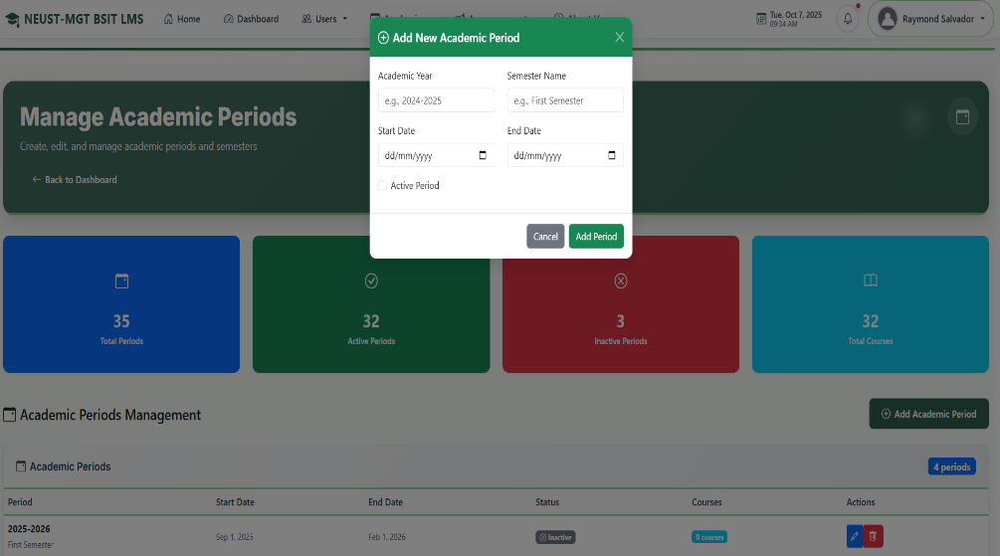 NEUST-MGT BSIT LMS
Home
Dashboard
Users
Tue, Oct 7, 2025
09:34 AM
Raymond Salvador
Add New Academic Period
X
Academic Year
Semester Name
e.g., 2024-2025
e.g., First Semester
Start Date
End Date
dd/mm/yyyy
dd/mm/yyyy
Active Period
Cancel
Add Period
Manage Academic Periods
Create, edit, and manage academic periods and semesters
← Back to Dashboard
35
Total Periods
32
Active Periods
3
Inactive Periods
32
Total Courses
Academic Periods Management
Add Academic Period
Academic Periods
4 periods
Period
Start Date
End Date
Status
Courses
Actions
2025-2026
First Semester
Sep 1, 2025
Feb 1, 2026
Inactive
0 courses